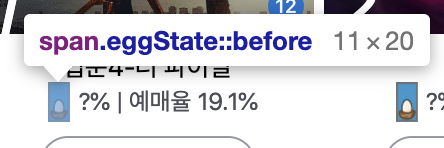 12
span.eggState::before 11 × 20
?% | 예매율 19.1%
?%